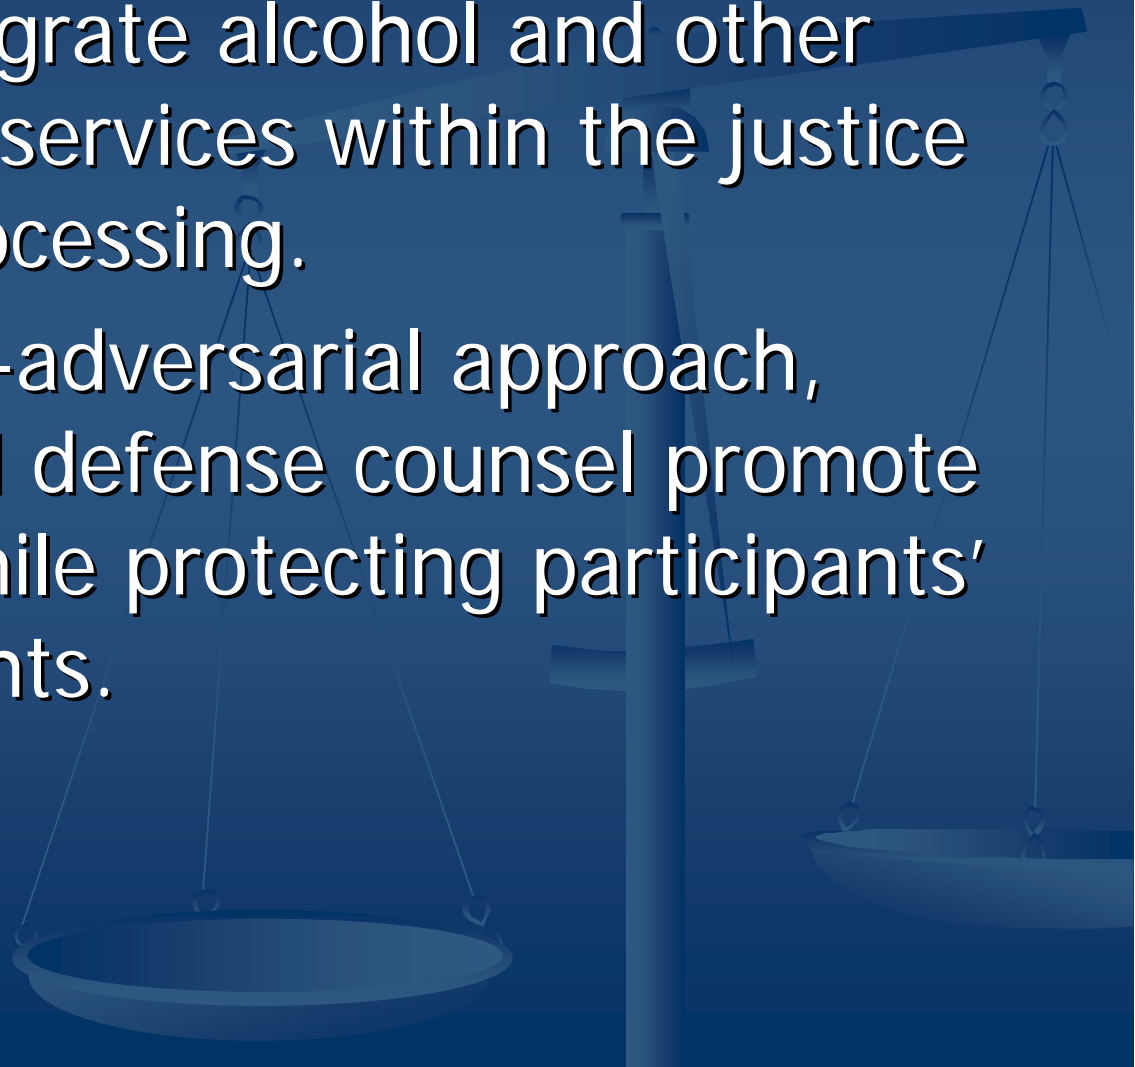 grate alcohol and other
services within the justice
ocessing.
-adversarial approach,
defense counsel promote
ile protecting participants’
nts.